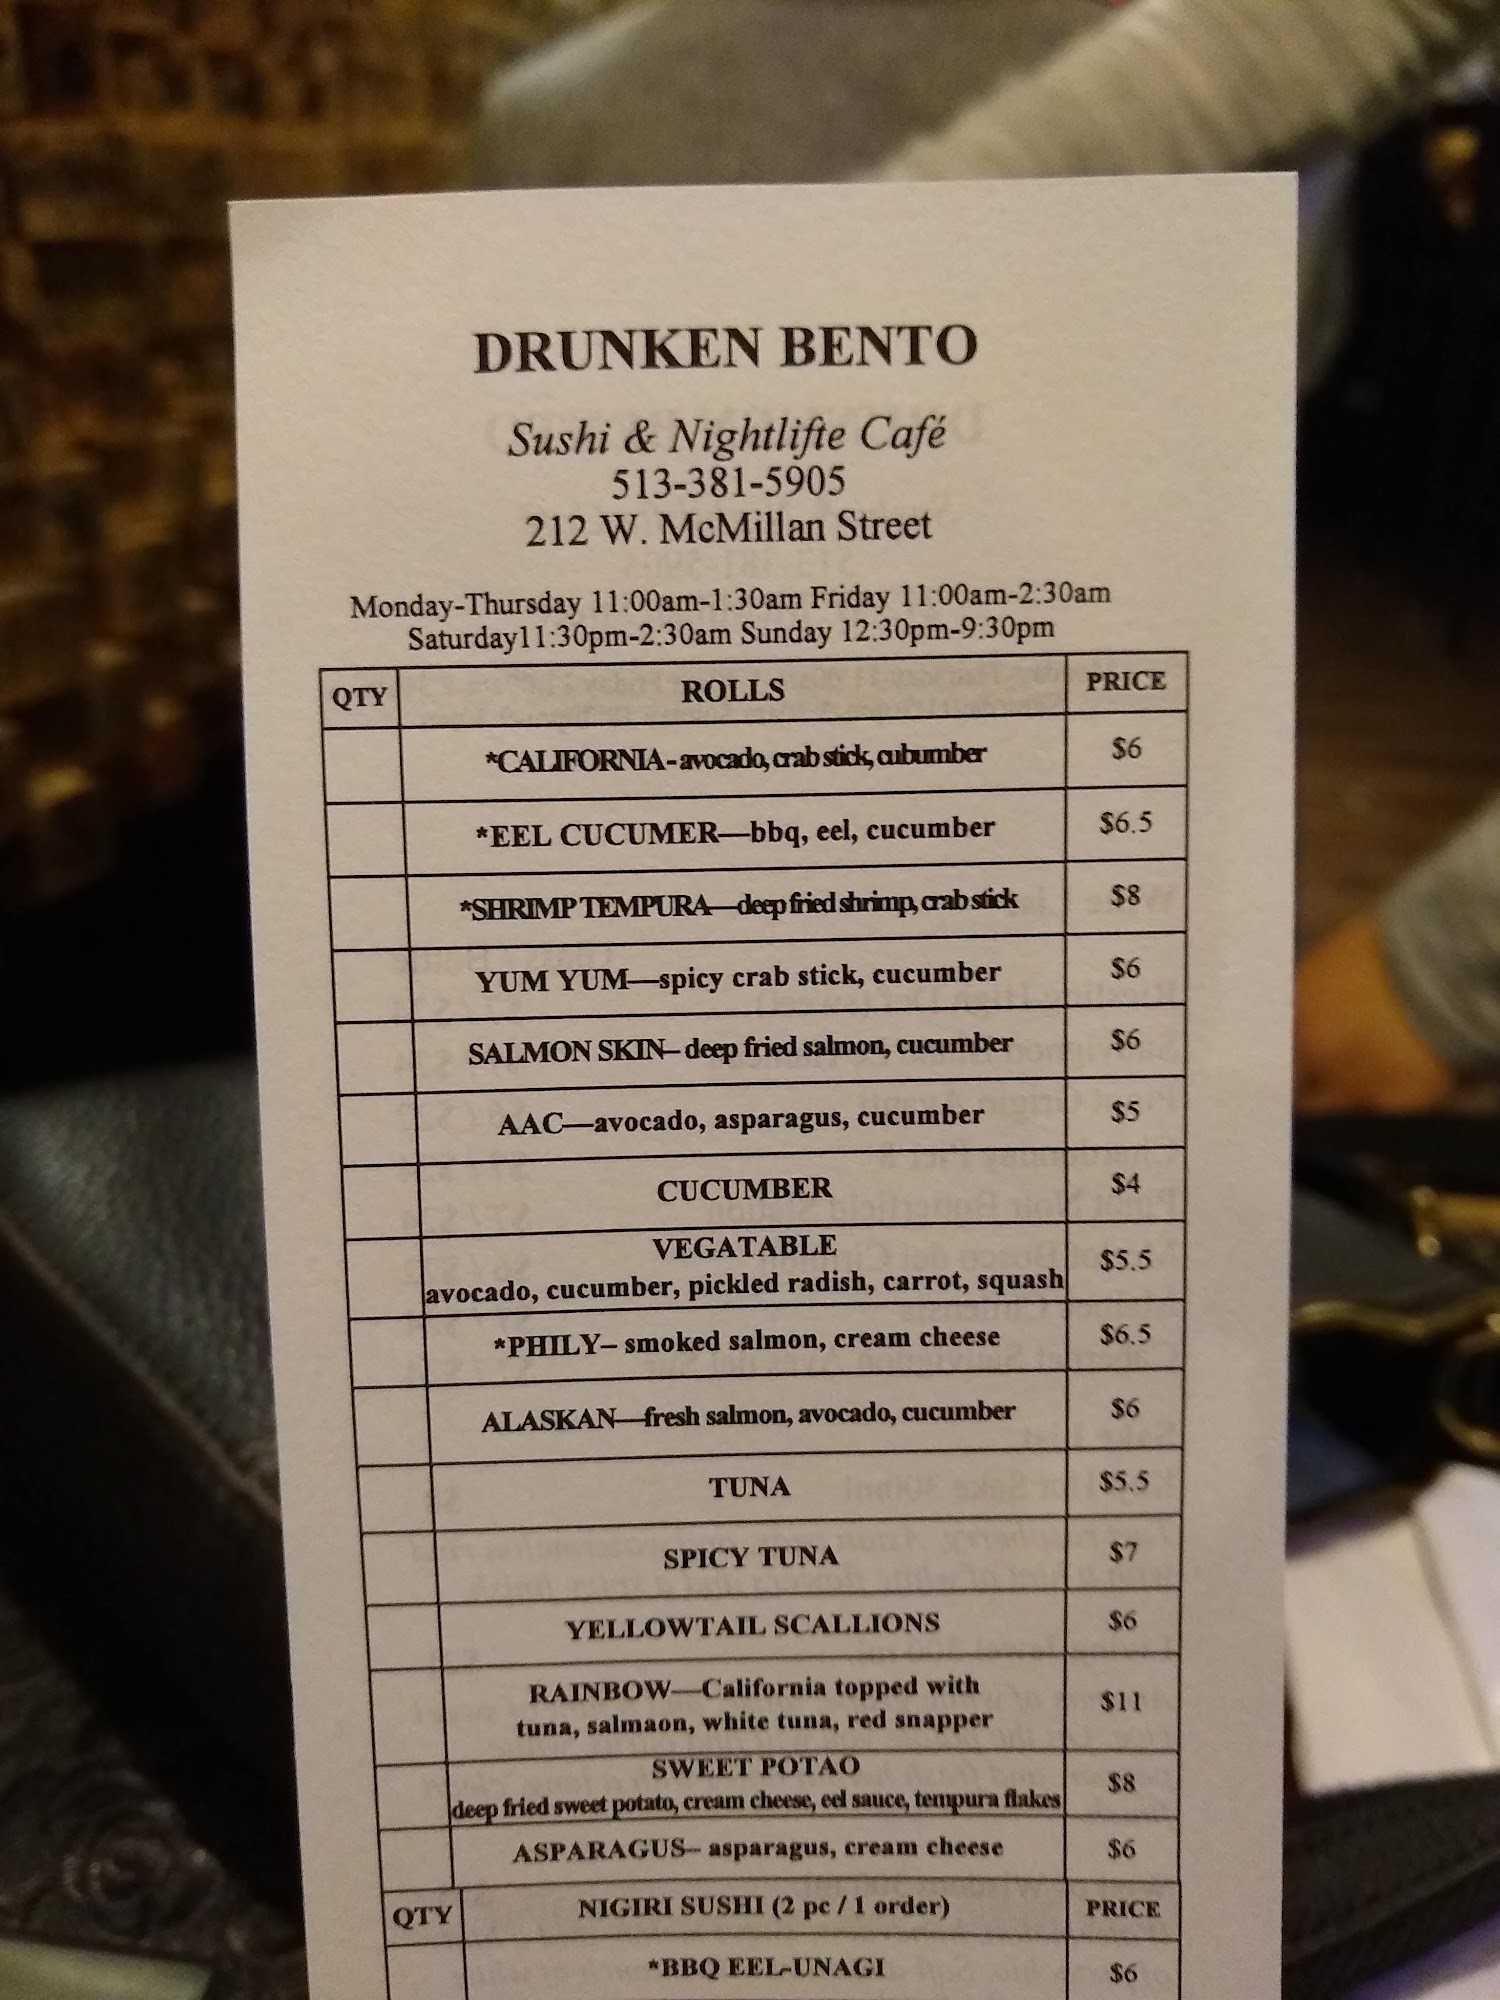 DRUNKEN BENTO
Sushi & Nightlifte Café
513-381-5905
212 W. McMillan Street
Monday-Thursday 11:00am-1:30am Friday 11:00am-2:30am
Saturday11:30pm-2:30am Sunday 12:30pm-9:30pm
QTY ROLLS PRICE
*CALIFORNIA- avocado, crab stick, cubumber $6
*EEL CUCUMER—bbq, eel, cucumber $6.5
*SHRIMP TEMPURA—deep fried shrimp, crab stick $8
YUM YUM—spicy crab stick, cucumber $6
SALMON SKIN– deep fried salmon, cucumber $6
AAC—avocado, asparagus, cucumber $5
CUCUMBER $4
VEGATABLE
avocado, cucumber, pickled radish, carrot, squash $5.5
*PHILY– smoked salmon, cream cheese $6.5
ALASKAN—fresh salmon, avocado, cucumber $6
TUNA $5.5
SPICY TUNA $7
YELLOWTAIL SCALLIONS $6
RAINBOW—California topped with
tuna, salmaon, white tuna, red snapper $11
SWEET POTAO
deep fried sweet potato, cream cheese, eel sauce, tempura flakes $8
ASPARAGUS– asparagus, cream cheese $6
QTY NIGIRI SUSHI (2 pc / 1 order) PRICE
*BBQ EEL-UNAGI $6